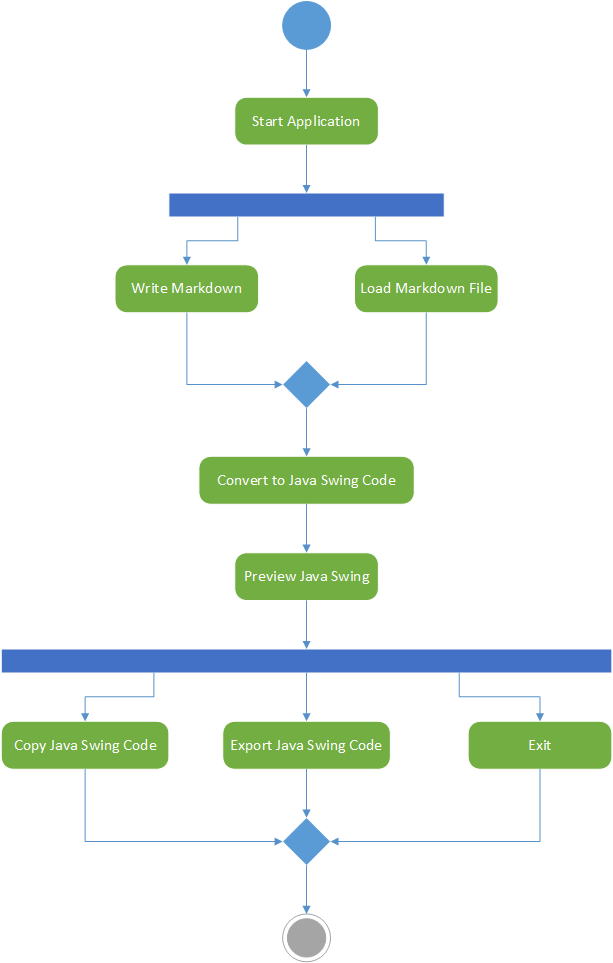 Start Application
Write Markdown
Load Markdown File
Convert to Java Swing Code
Preview Java Swing
Copy Java Swing Code
Export Java Swing Code
Exit